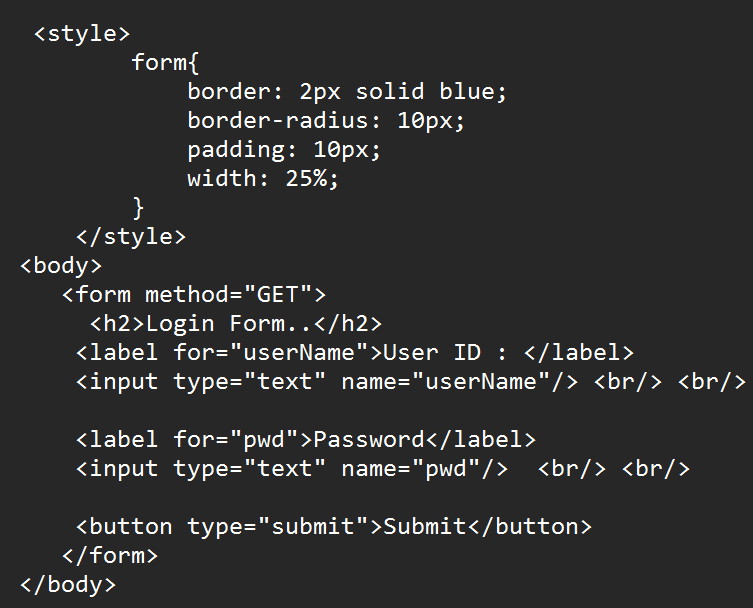 <style>
form{
border: 2px solid blue;
border-radius: 10px;
padding: 10px;
width: 25%;
}
</style>
<body>
<form method="GET">
<h2>Login Form..</h2>
<label for="userName">User ID : </label>
<input type="text" name="userName"/> <br/> <br/>
<label for="pwd">Password</label>
<input type="text" name="pwd"/>  <br/> <br/>
<button type="submit">Submit</button>
</form>
</body>